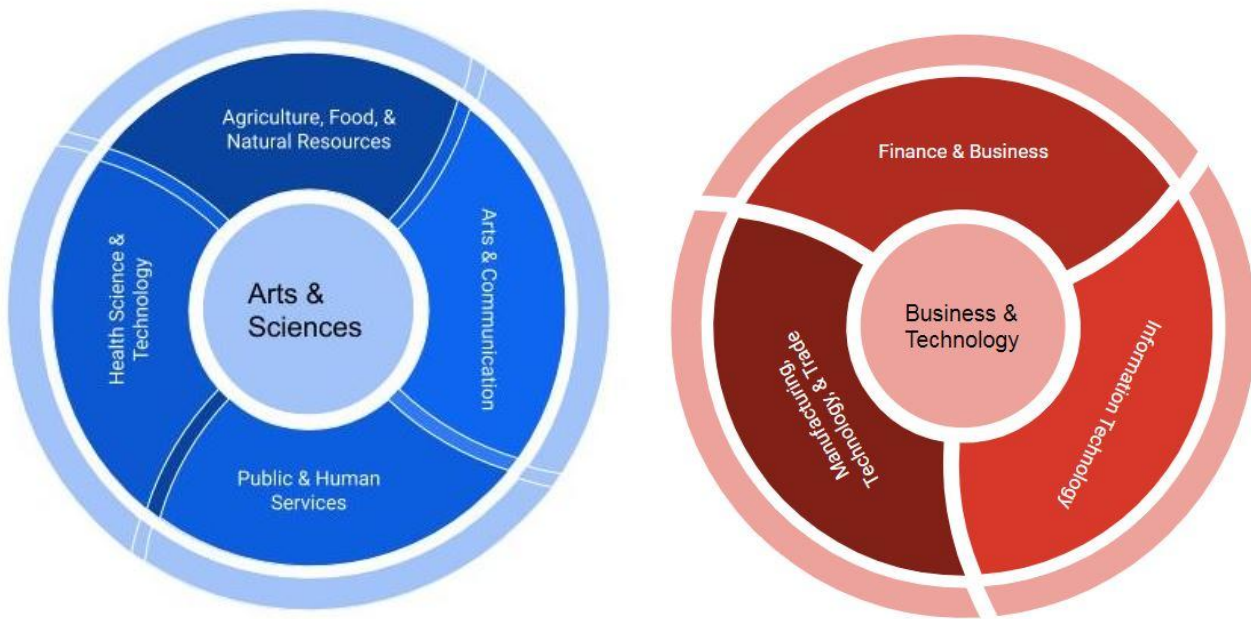 Agriculture, Food, &
Natural Resources
Arts & Communication
Health Science &
Technology
Arts &
Sciences
Public & Human
Services
Finance & Business
Information Technology
Manufacturing,
Technology, & Trade
Business &
Technology